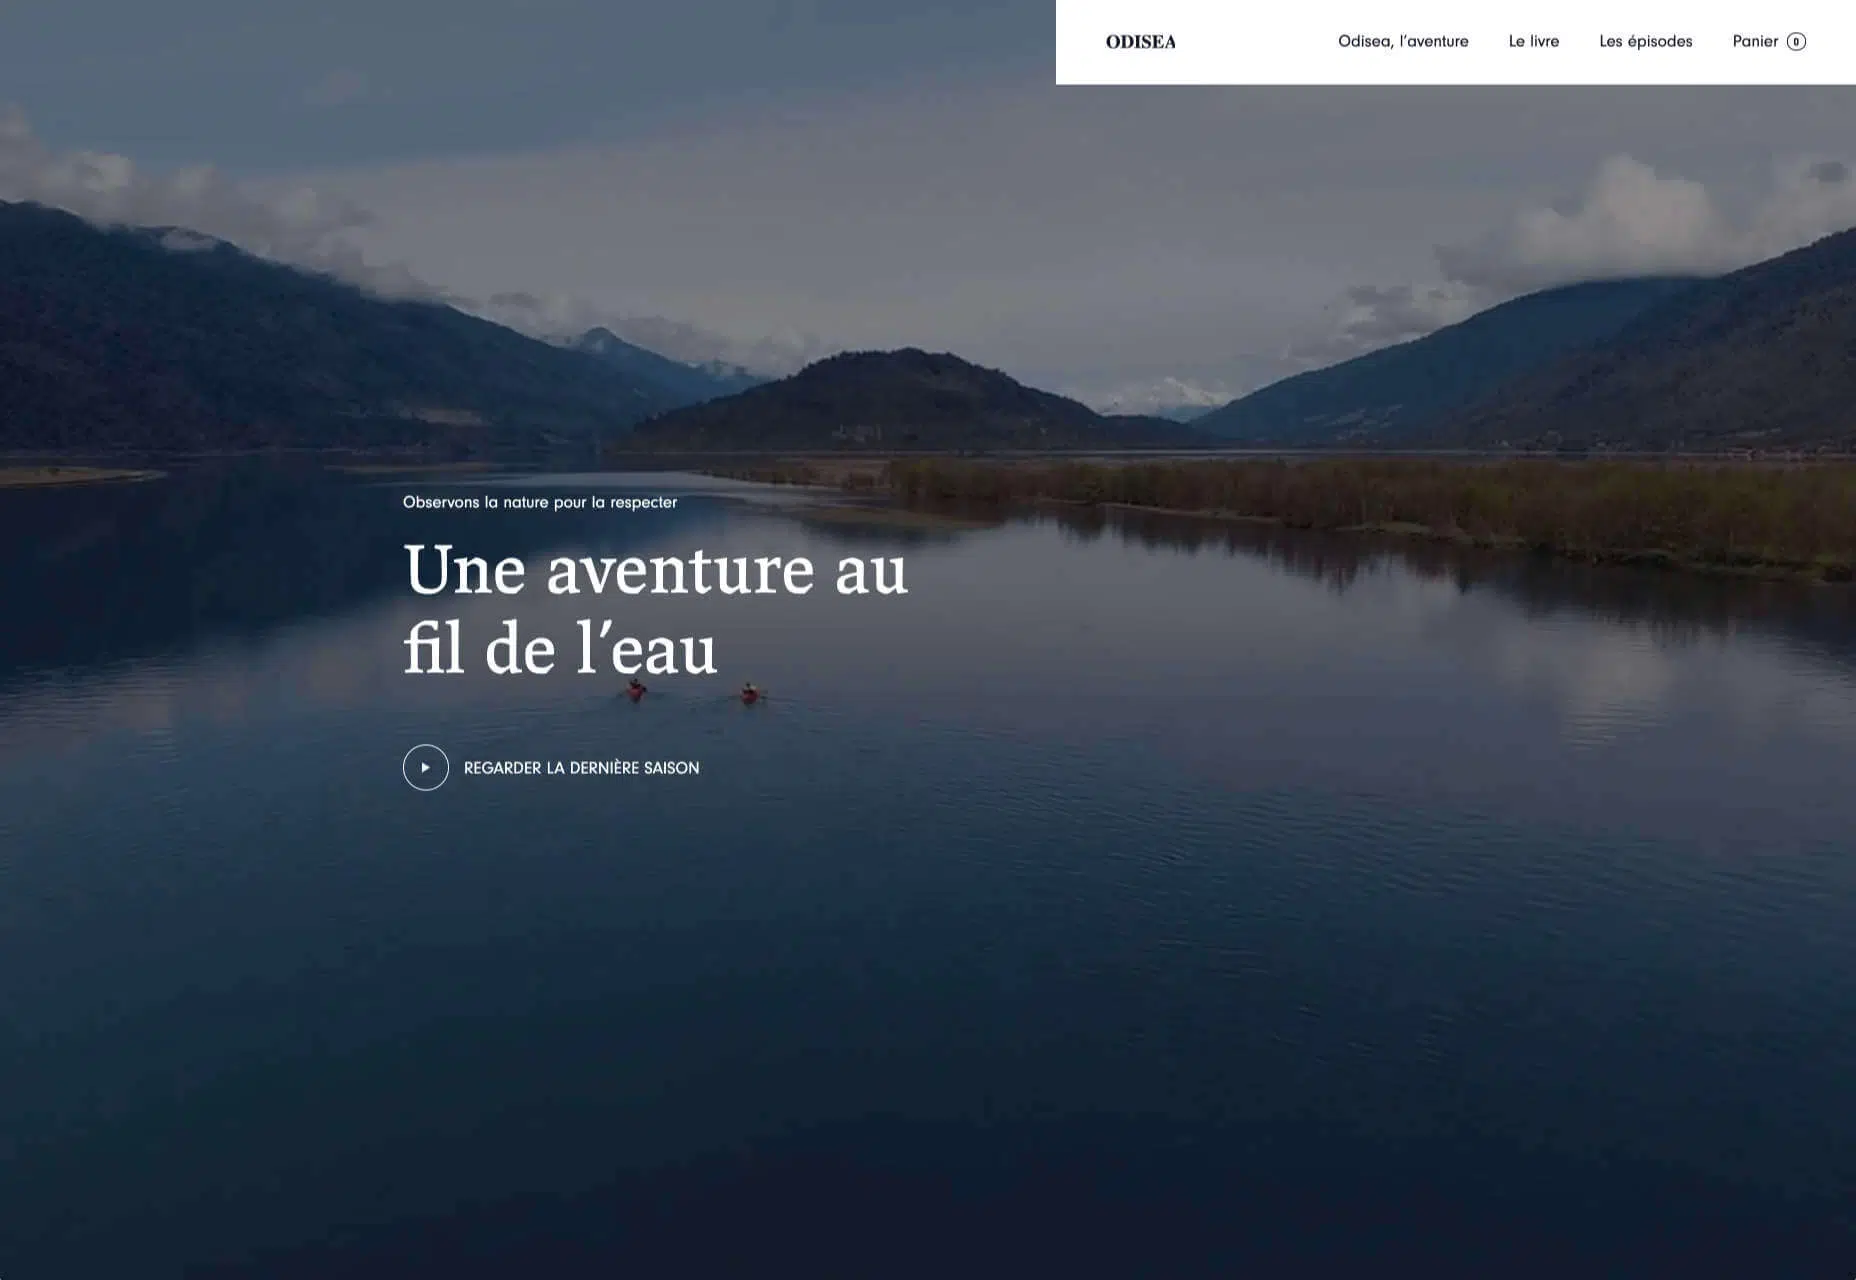 ODISEA
Odisea, l’aventure
Le livre
Les épisodes
Panier 0
Observons la nature pour la respecter
Une aventure au
fil de l’eau
REGARDER LA DERNIÈRE SAISON